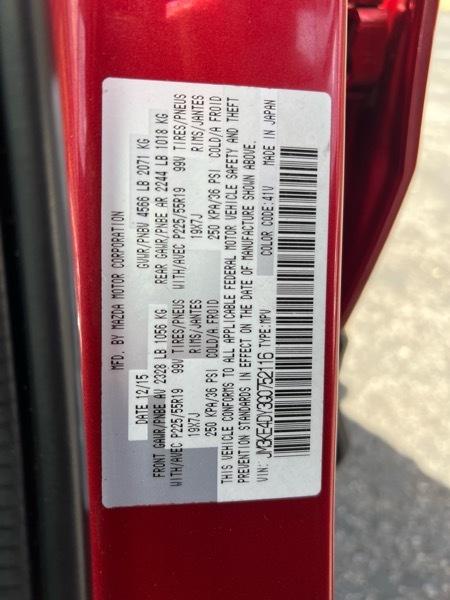 MFD. BY MAZDA MOTOR CORPORATION
DATE 12/15 GVWR/PNBV 4566 LB 2071 KG
FRONT GAWR/PNBE AV 2328 LB 1056 KG REAR GAWR/PNBE AR 2244 LB 1018 KG
WITH/AVEC P225/55R19 99V TIRES/PNEUS WITH/AVEC P225/55R19 99V TIRES/PNEUS
19X7J RIMS/JANTES 19X7J RIMS/JANTES
250 KPA/36 PSI COLD/A FROID 250 KPA/36 PSI COLD/A FROID
THIS VEHICLE CONFORMS TO ALL APPLICABLE FEDERAL MOTOR VEHICLE SAFETY AND THEFT
PREVENTION STANDARDS IN EFFECT ON THE DATE OF MANUFACTURE SHOWN ABOVE.
VIN: JM3KE4DY3G0752116 TYPE:MPV COLOR CODE:41V MADE IN JAPAN